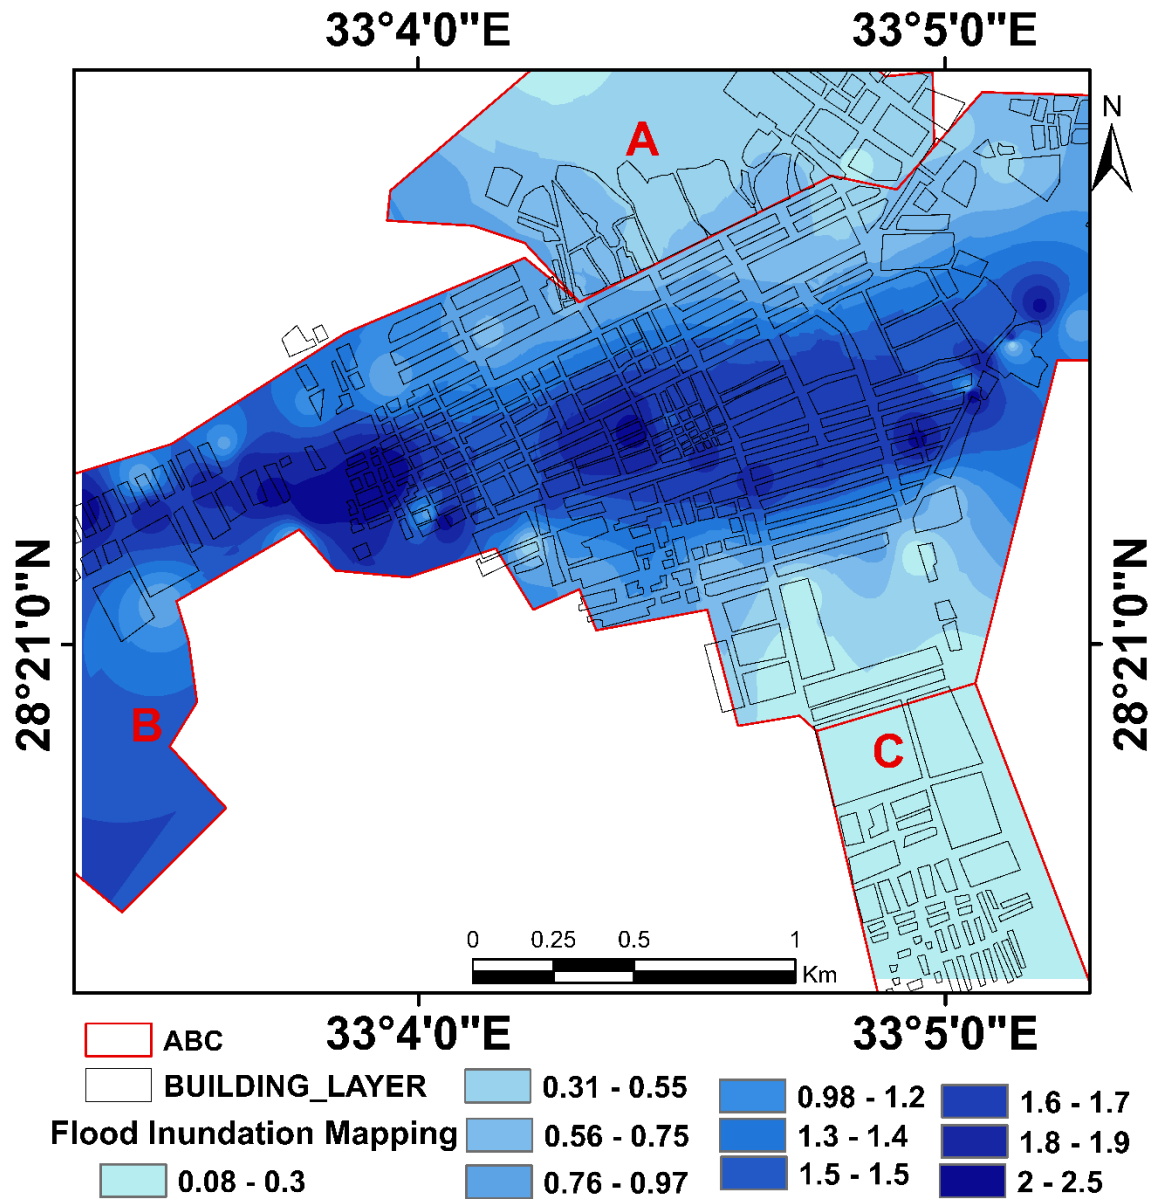 33°4'0"E 33°5'0"E
N
A
28°21'0"N
28°21'0"N
B
C
0 0.25 0.5 1
Km
33°4'0"E 33°5'0"E
ABC
BUILDING_LAYER
Flood Inundation Mapping
0.08 - 0.3
0.31 - 0.55
0.56 - 0.75
0.76 - 0.97
0.98 - 1.2
1.3 - 1.4
1.5 - 1.5
1.6 - 1.7
1.8 - 1.9
2 - 2.5